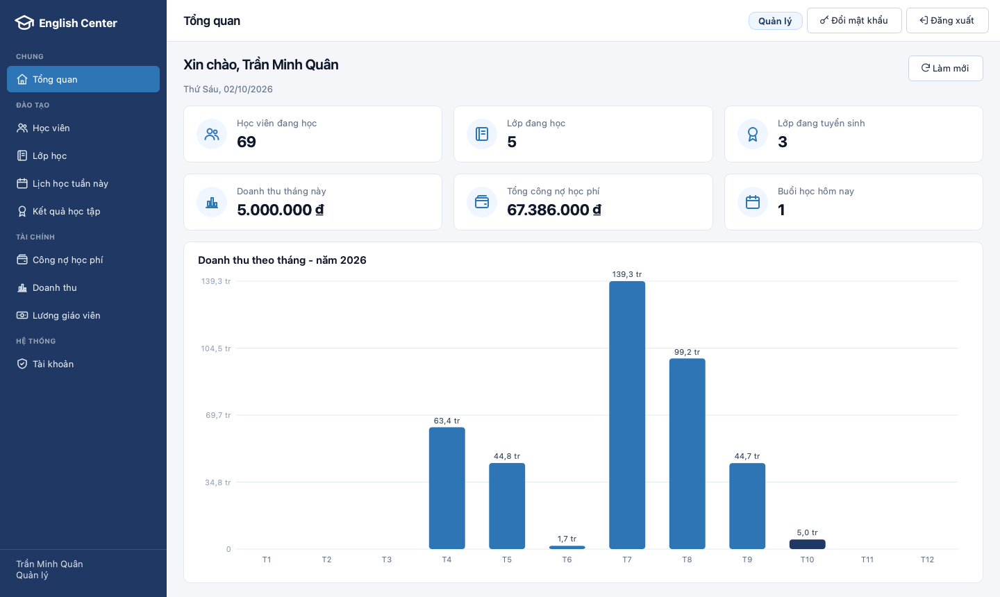 English Center
CHUNG
Tổng quan
ĐÀO TẠO
Học viên
Lớp học
Lịch học tuần này
Kết quả học tập
TÀI CHÍNH
Công nợ học phí
Doanh thu
Lương giáo viên
HỆ THỐNG
Tài khoản
Trần Minh Quân
Quản lý
Tổng quan
Quản lý
Đổi mật khẩu
Đăng xuất
Xin chào, Trần Minh Quân
Làm mới
Thứ Sáu, 02/10/2026
Học viên đang học
69
Lớp đang học
5
Lớp đang tuyển sinh
3
Doanh thu tháng này
5.000.000 ₫
Tổng công nợ học phí
67.386.000 ₫
Buổi học hôm nay
1
Doanh thu theo tháng - năm 2026
139,3 tr
104,5 tr
69,7 tr
34,8 tr
0
63,4 tr
44,8 tr
1,7 tr
139,3 tr
99,2 tr
44,7 tr
5,0 tr
T1 T2 T3 T4 T5 T6 T7 T8 T9 T10 T11 T12